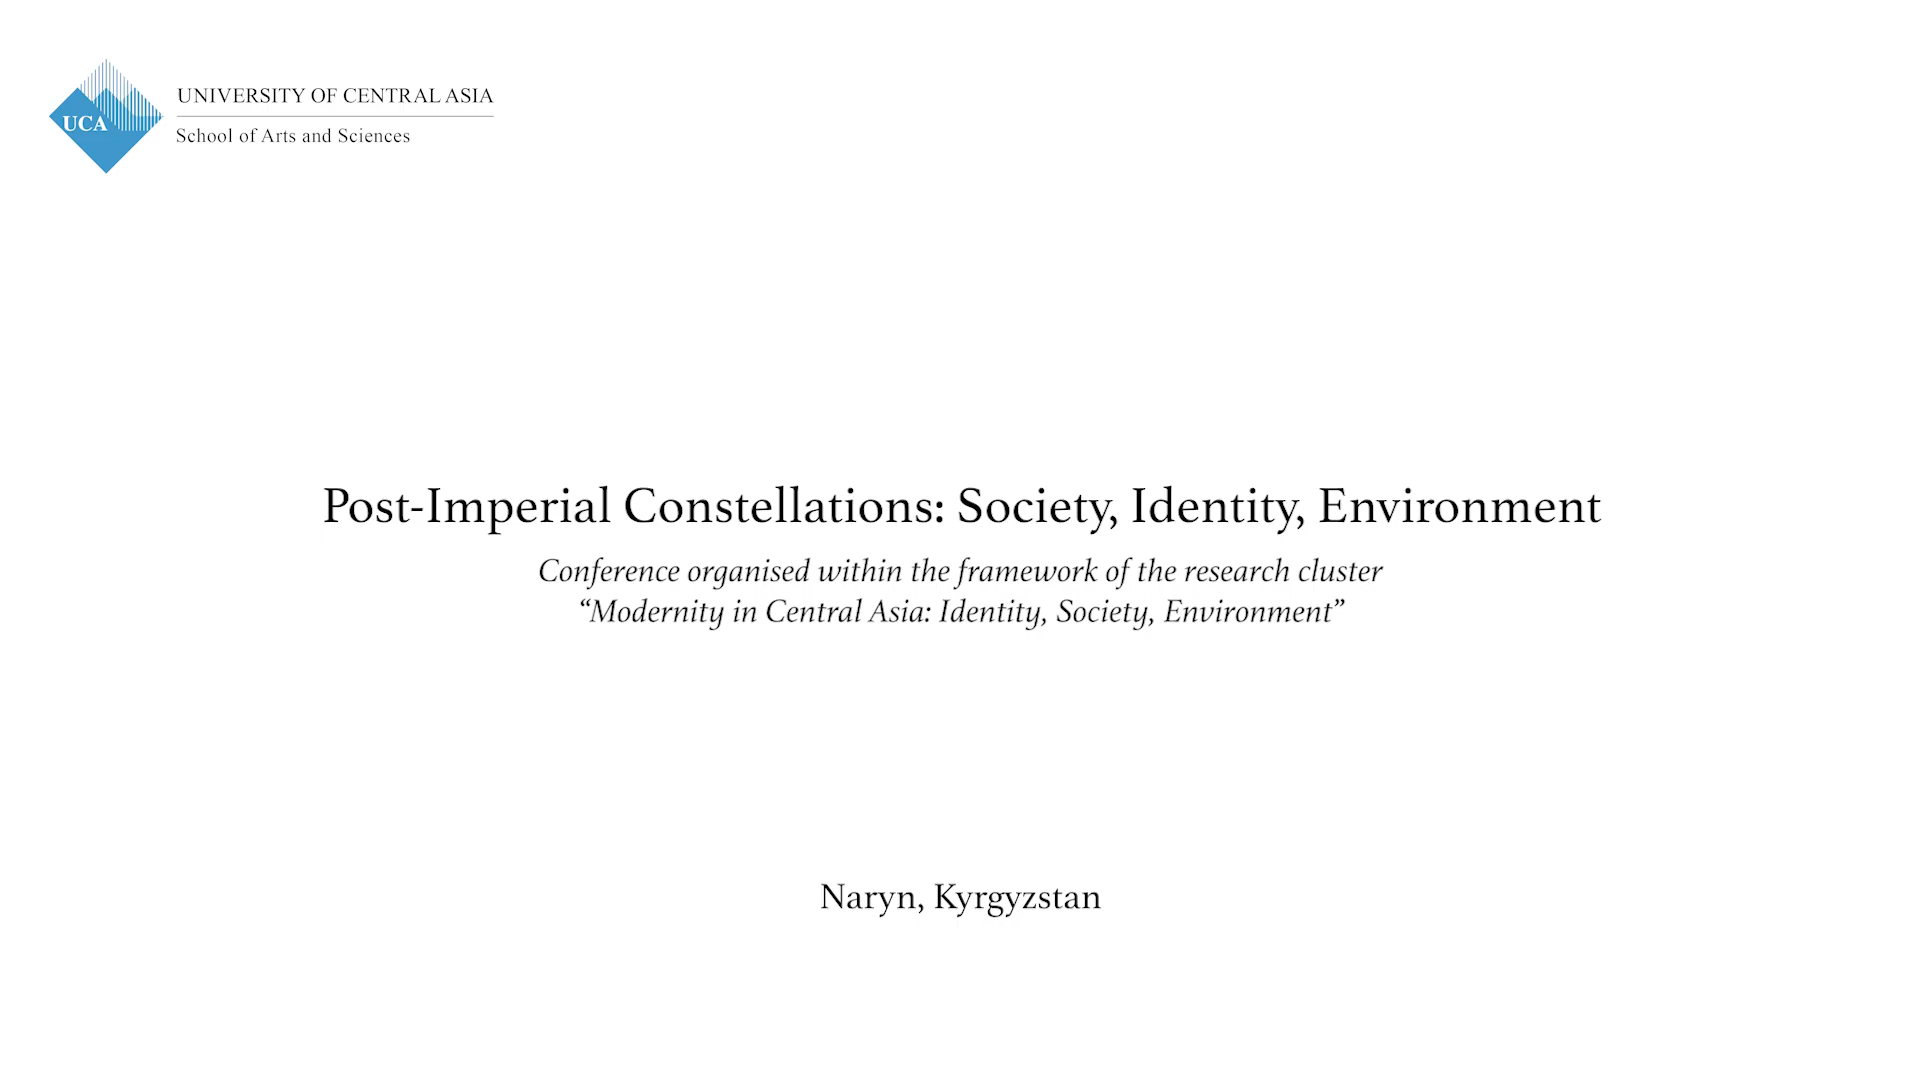 UCA
UNIVERSITY OF CENTRAL ASIA
School of Arts and Sciences
Post-Imperial Constellations: Society, Identity, Environment
Conference organised within the framework of the research cluster
“Modernity in Central Asia: Identity, Society, Environment”
Naryn, Kyrgyzstan